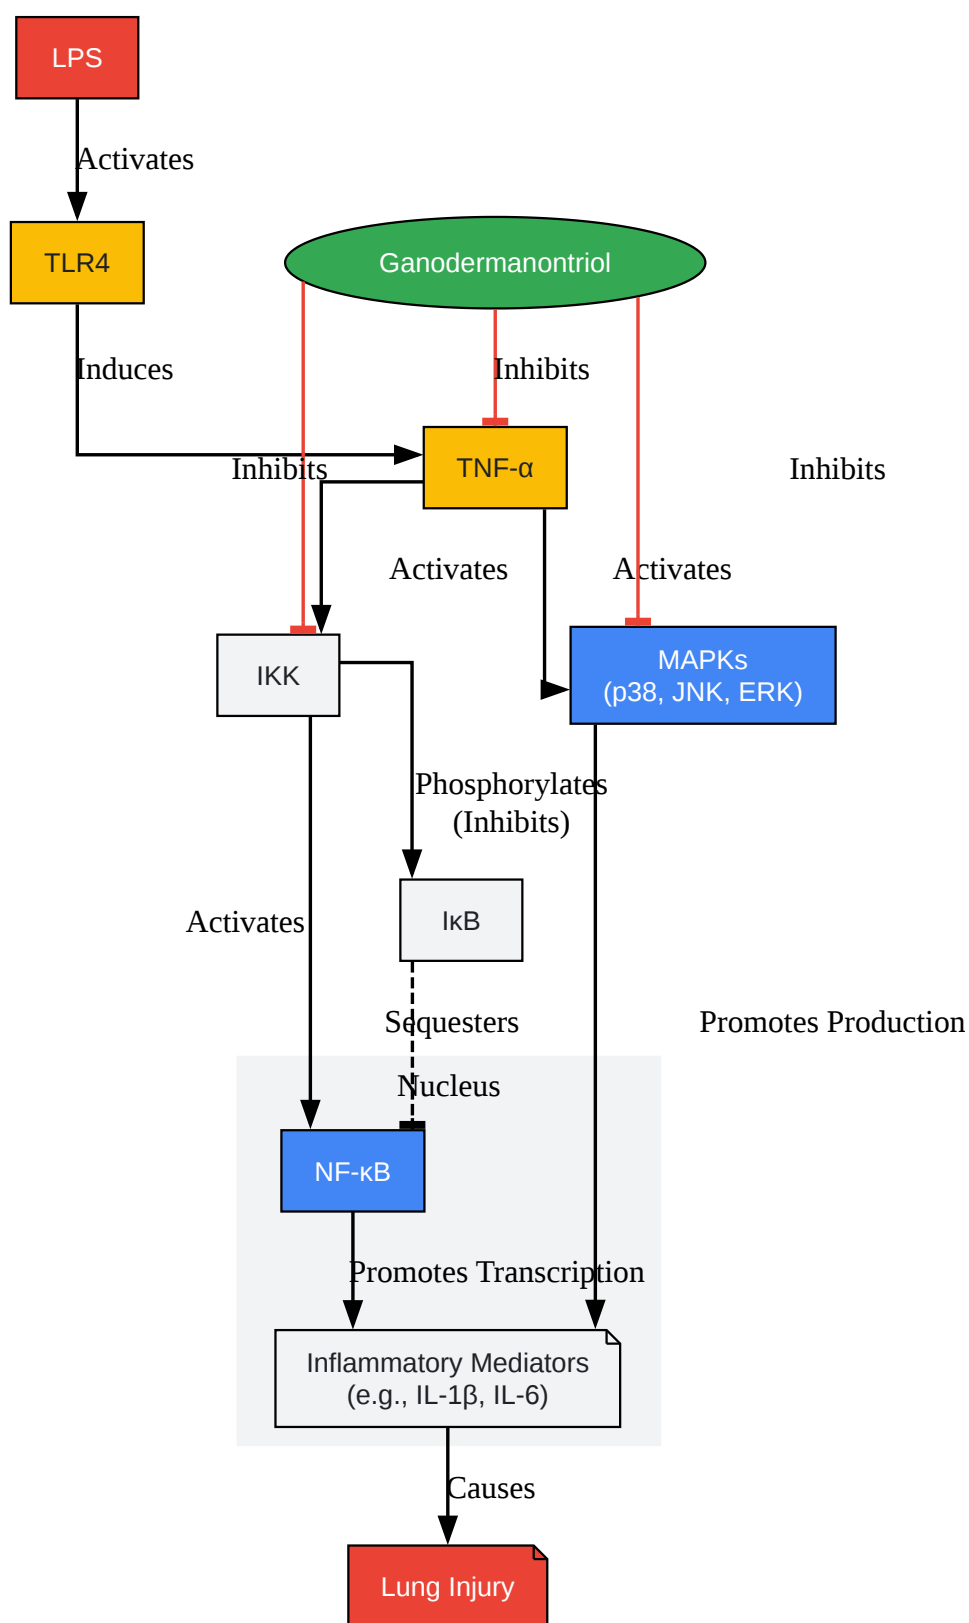 LPS
Activates
TLR4
Ganodermanontriol
Induces
Inhibits
TNF-α
Inhibits
Inhibits
Activates
Activates
IKK
MAPKs
(p38, JNK, ERK)
Phosphorylates
(Inhibits)
Activates
IκB
Sequesters
Promotes Production
Nucleus
NF-κB
Promotes Transcription
Inflammatory Mediators
(e.g., IL-1β, IL-6)
Causes
Lung Injury